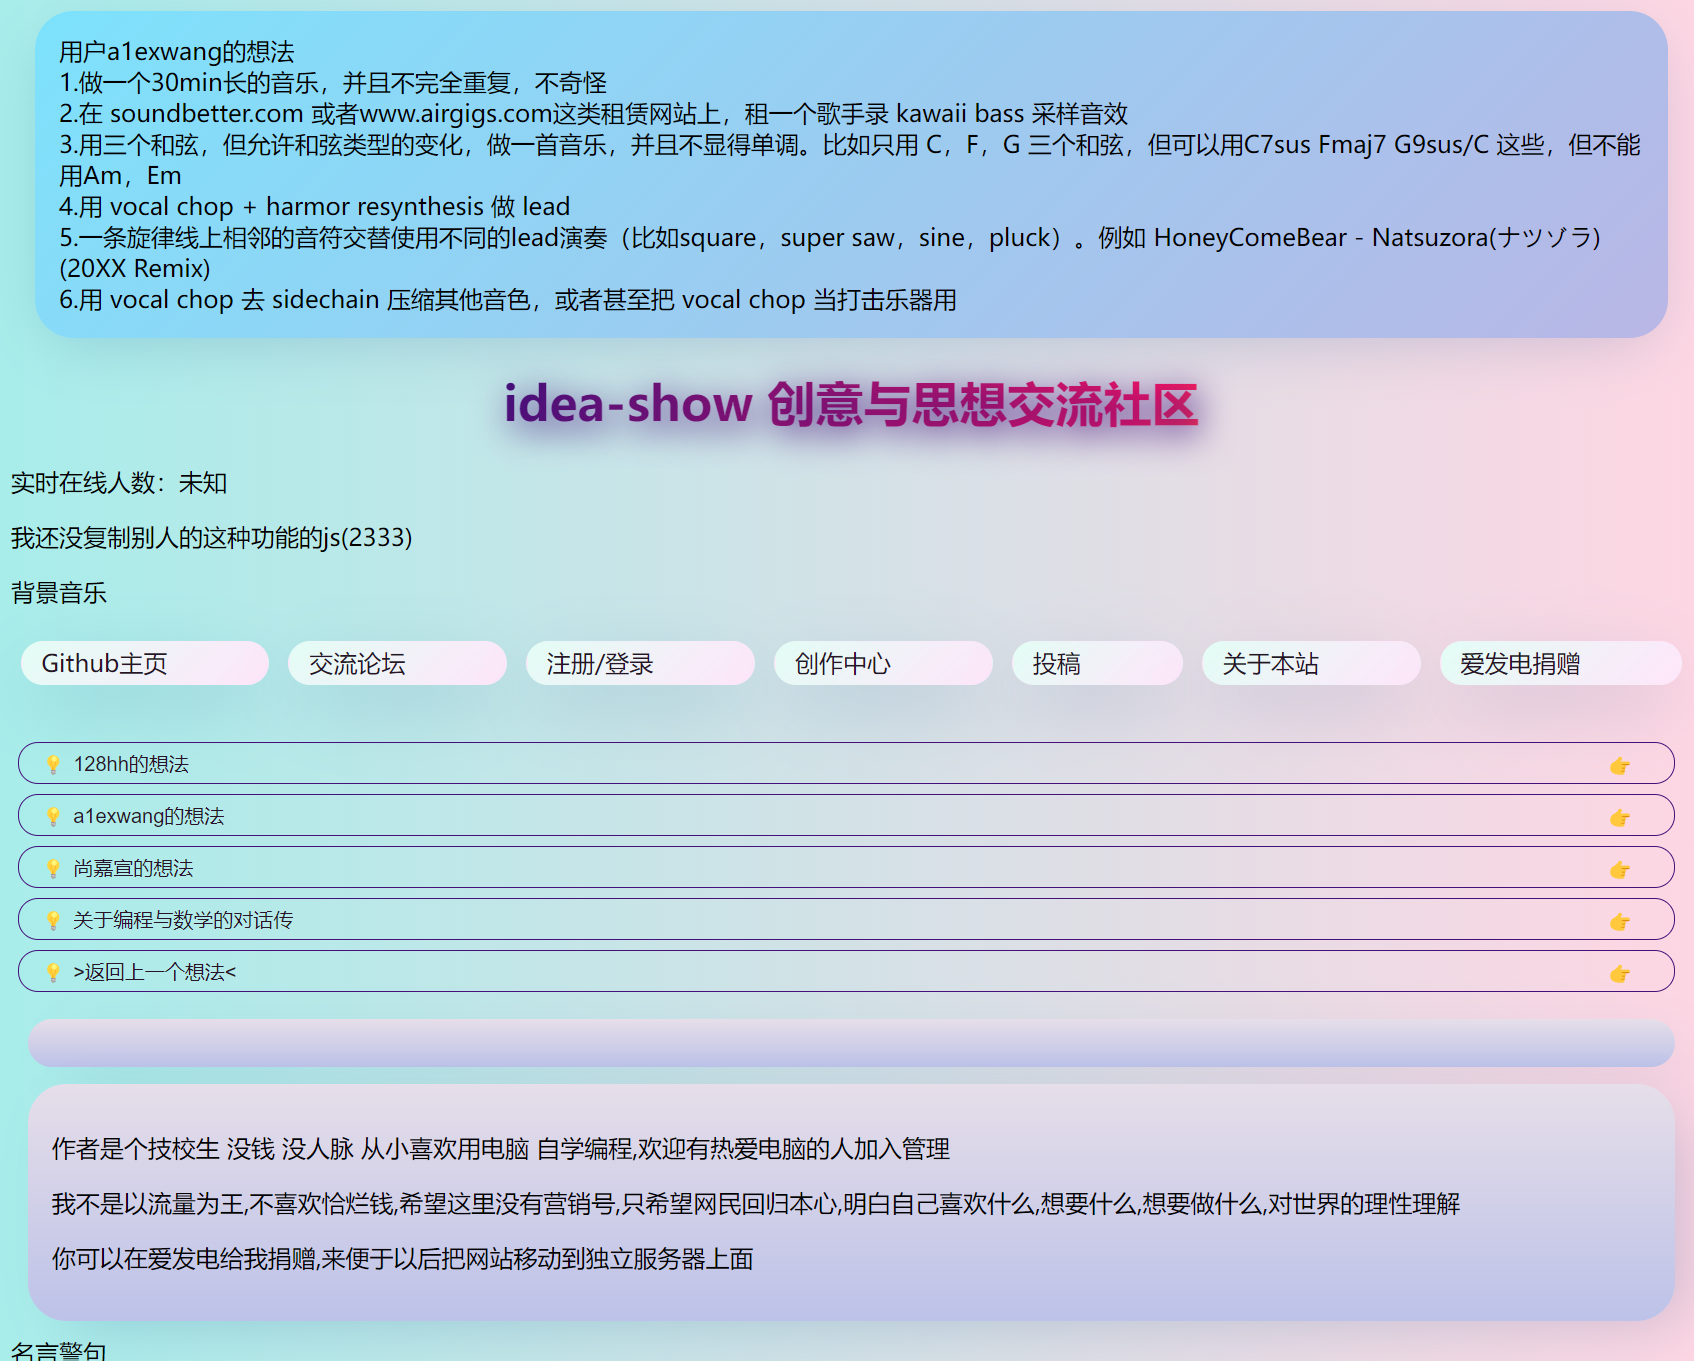 用户a1exwang的想法
1.做一个30min长的音乐，并且不完全重复，不奇怪
2.在 soundbetter.com 或者www.airgigs.com这类租赁网站上，租一个歌手录 kawaii bass 采样音效
3.用三个和弦，但允许和弦类型的变化，做一首音乐，并且不显得单调。比如只用 C，F，G 三个和弦，但可以用C7sus Fmaj7 G9sus/C 这些，但不能
用Am，Em
4.用 vocal chop + harmor resynthesis 做 lead
5.一条旋律线上相邻的音符交替使用不同的lead演奏（比如square，super saw，sine，pluck）。例如 HoneyComeBear - Natsuzora(ナツゾラ)
(20XX Remix)
6.用 vocal chop 去 sidechain 压缩其他音色，或者甚至把 vocal chop 当打击乐器用
idea-show 创意与思想交流社区
实时在线人数：未知
我还没复制别人的这种功能的js(2333)
背景音乐
Github主页 交流论坛 注册/登录 创作中心 投稿 关于本站 爱发电捐赠
💡 128hh的想法 👉
💡 a1exwang的想法 👉
💡 尚嘉宣的想法 👉
💡 关于编程与数学的对话传 👉
💡 >返回上一个想法< 👉
作者是个技校生 没钱 没人脉 从小喜欢用电脑 自学编程,欢迎有热爱电脑的人加入管理
我不是以流量为王,不喜欢恰烂钱,希望这里没有营销号,只希望网民回归本心,明白自己喜欢什么,想要什么,想要做什么,对世界的理性理解
你可以在爱发电给我捐赠,来便于以后把网站移动到独立服务器上面
名言警句